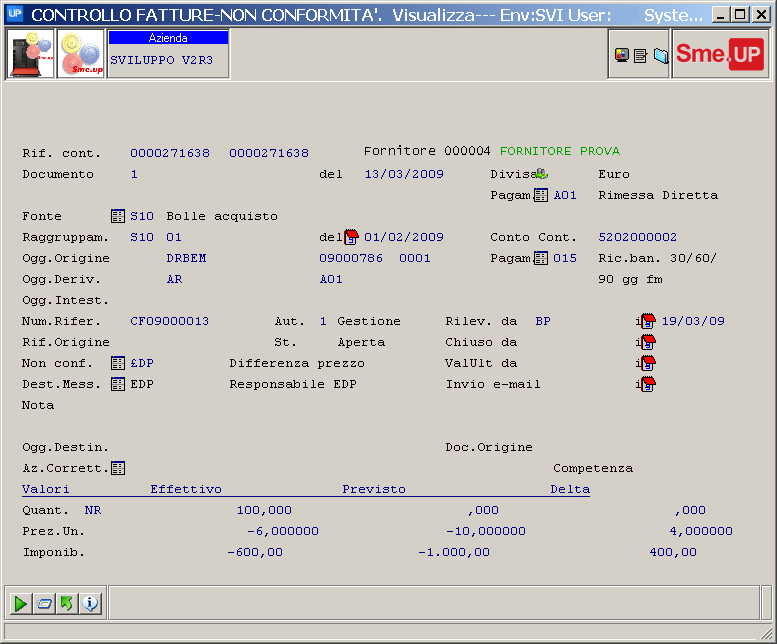 CONTROLLO FATTURE-NON CONFORMITA'. Visualizza--- Env:SVI User: Syste...
Azienda
SVILUPPO V2R3
Sme.up
Sme.UP
Rif. cont. 0000271638 0000271638 Fornitore 000004 FORNITORE PROVA
Documento 1 del 13/03/2009 Divisa Euro
Pagam. A01 Rimessa Diretta
Fonte S10 Bolle acquisto
Raggruppam. S10 01 del 01/02/2009 Conto Cont. 5202000002
Ogg.Origine DRBEM 09000786 0001 Pagam. 015 Ric.ban. 30/60/
Ogg.Deriv. AR A01 90 gg fm
Ogg.Intest.
Num.Rifer. CF09000013 Aut. 1 Gestione Rilev. da BP i 19/03/09
Rif.Origine St. Aperta Chiuso da i
Non conf. £DP Differenza prezzo ValUlt da i
Dest.Mess. EDP Responsabile EDP Invio e-mail i
Nota
Ogg.Destin. Doc.Origine
Az.Corrett. Competenza
Valori Effettivo Previsto Delta
Quant. NR 100,000 ,000 ,000
Prez.Un. -6,000000 -10,000000 4,000000
Imponib. -600,00 -1.000,00 400,00